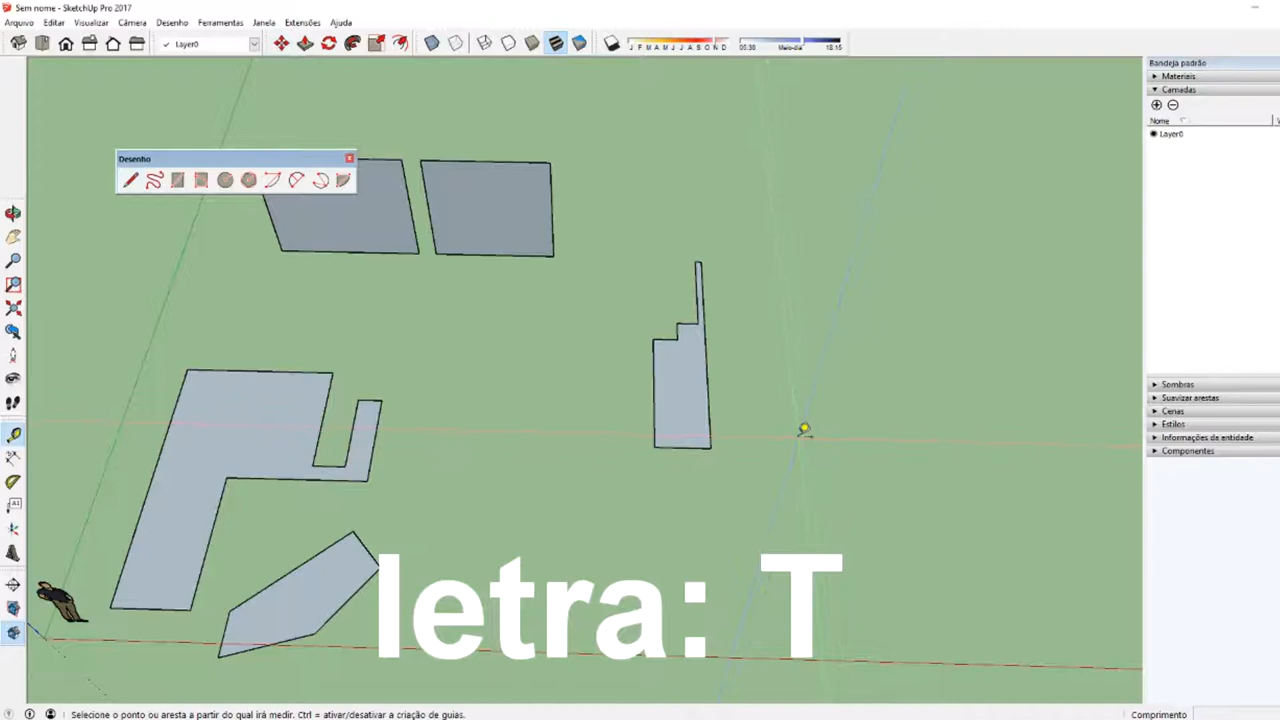 Sem nome - SketchUp Pro 2017
Arquivo Editar Visualizar Câmera Desenho Ferramentas Janela Extensões Ajuda
Layer0
J F M A M J J A S O N D
05:30 Meio-dia 18:15
Bandeja padrão
Materiais
Camadas
Nome
Layer0
Desenho
Sombras
Suavizar arestas
Cenas
Estilos
Informações da entidade
Componentes
A1
letra: T
Selecione o ponto ou aresta a partir do qual irá medir. Ctrl = ativar/desativar a criação de guias.
Comprimento